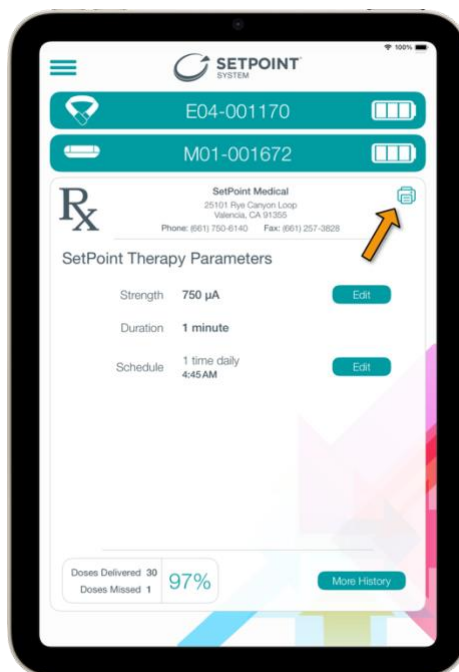 100%
SETPOINT
SYSTEM
E04-001170
M01-001672
Rx
SetPoint Medical
25101 Rye Canyon Loop
Valencia, CA 91355
Phone: (661) 750-6140 Fax: (661) 257-3828
SetPoint Therapy Parameters
Strength 750 µA Edit
Duration 1 minute
Schedule 1 time daily Edit
4:45 AM
Doses Delivered 30 97% More History
Doses Missed 1